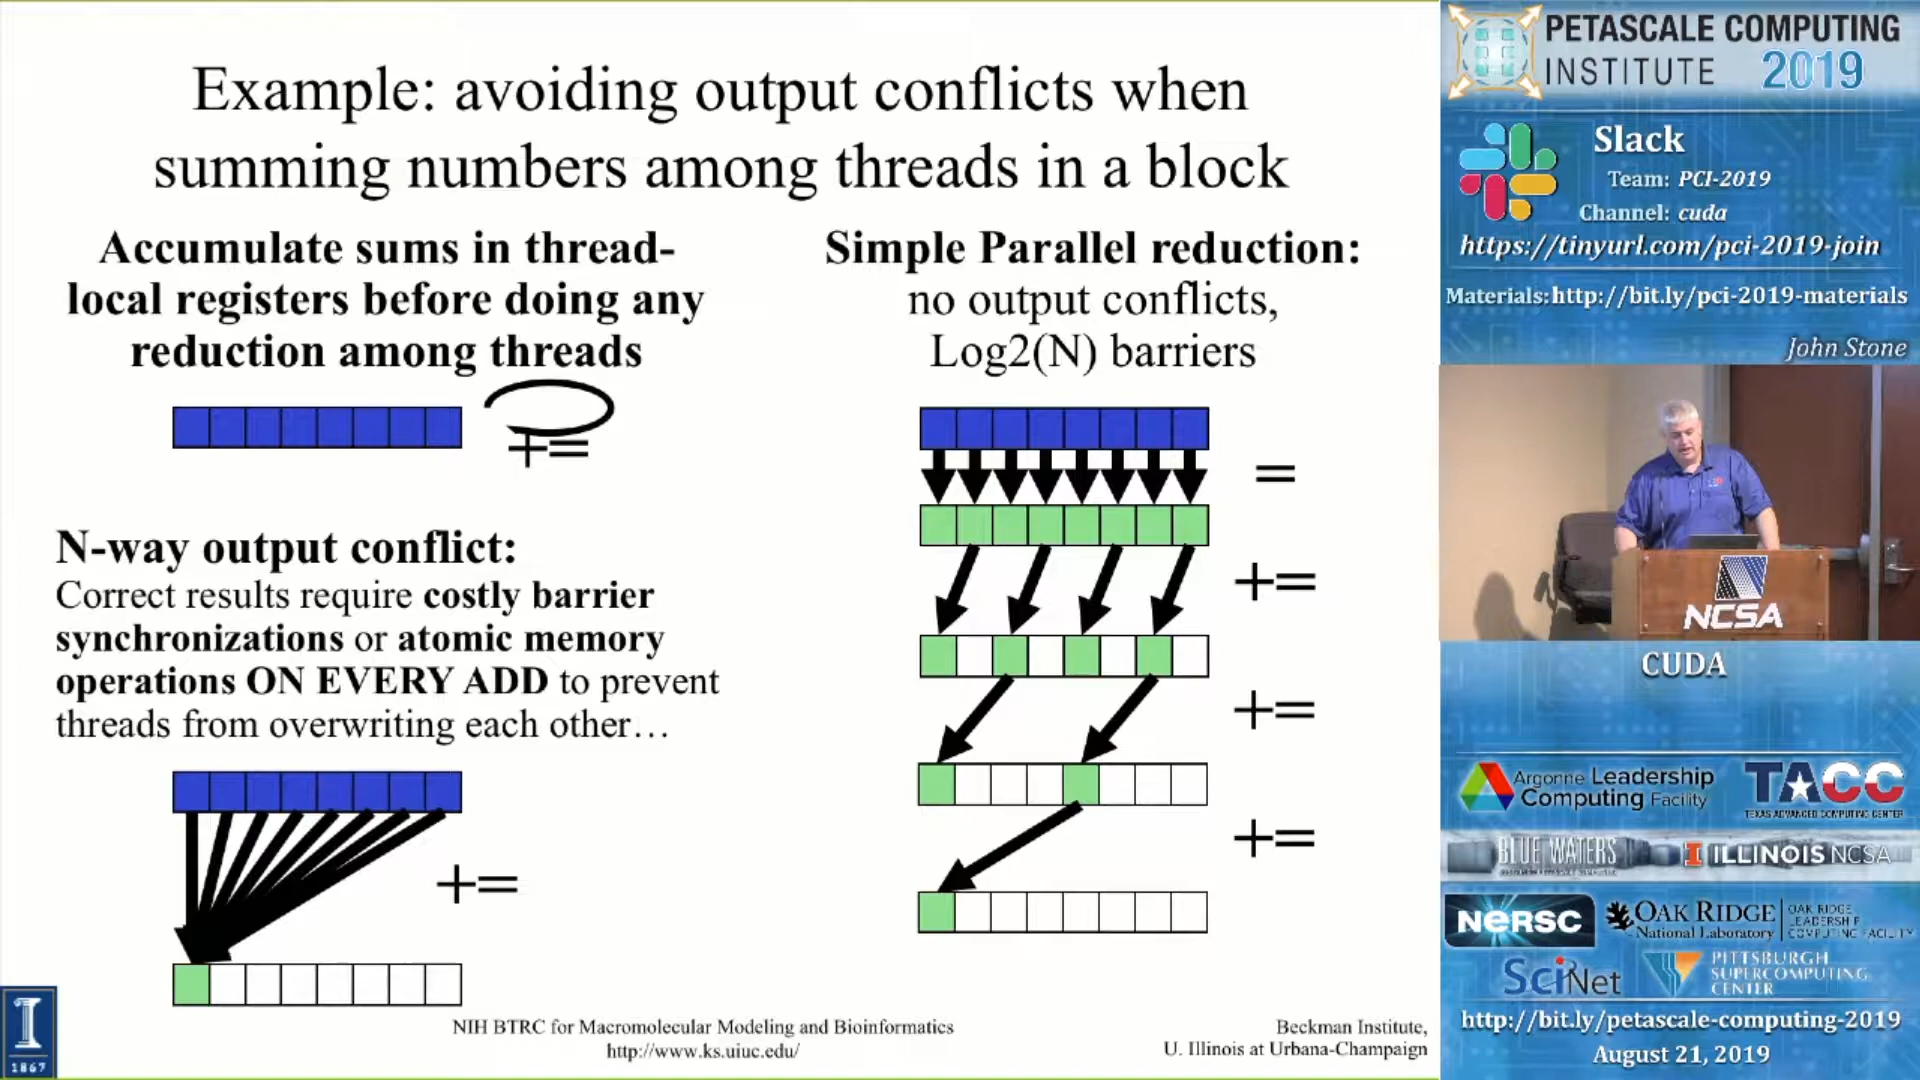 Example: avoiding output conflicts when
summing numbers among threads in a block
Accumulate sums in thread-
local registers before doing any
reduction among threads
+=
N-way output conflict:
Correct results require costly barrier
synchronizations or atomic memory
operations ON EVERY ADD to prevent
threads from overwriting each other…
+=
Simple Parallel reduction:
no output conflicts,
Log2(N) barriers
=
+=
+=
+=
I
1867
NIH BTRC for Macromolecular Modeling and Bioinformatics
http://www.ks.uiuc.edu/
Beckman Institute,
U. Illinois at Urbana-Champaign
PETASCALE COMPUTING
INSTITUTE 2019
Slack
Team: PCI-2019
Channel: cuda
https://tinyurl.com/pci-2019-join
Materials:http://bit.ly/pci-2019-materials
John Stone
NCSA
CUDA
Argonne Leadership
Computing Facility
TACC
TEXAS ADVANCED COMPUTING CENTER
BLUE WATERS
I ILLINOIS NCSA
NERSC
OAK RIDGE
National Laboratory
OAK RIDGE
LEADERSHIP
COMPUTING FACILITY
SciNet
PITTSBURGH
SUPERCOMPUTING
CENTER
http://bit.ly/petascale-computing-2019
August 21, 2019